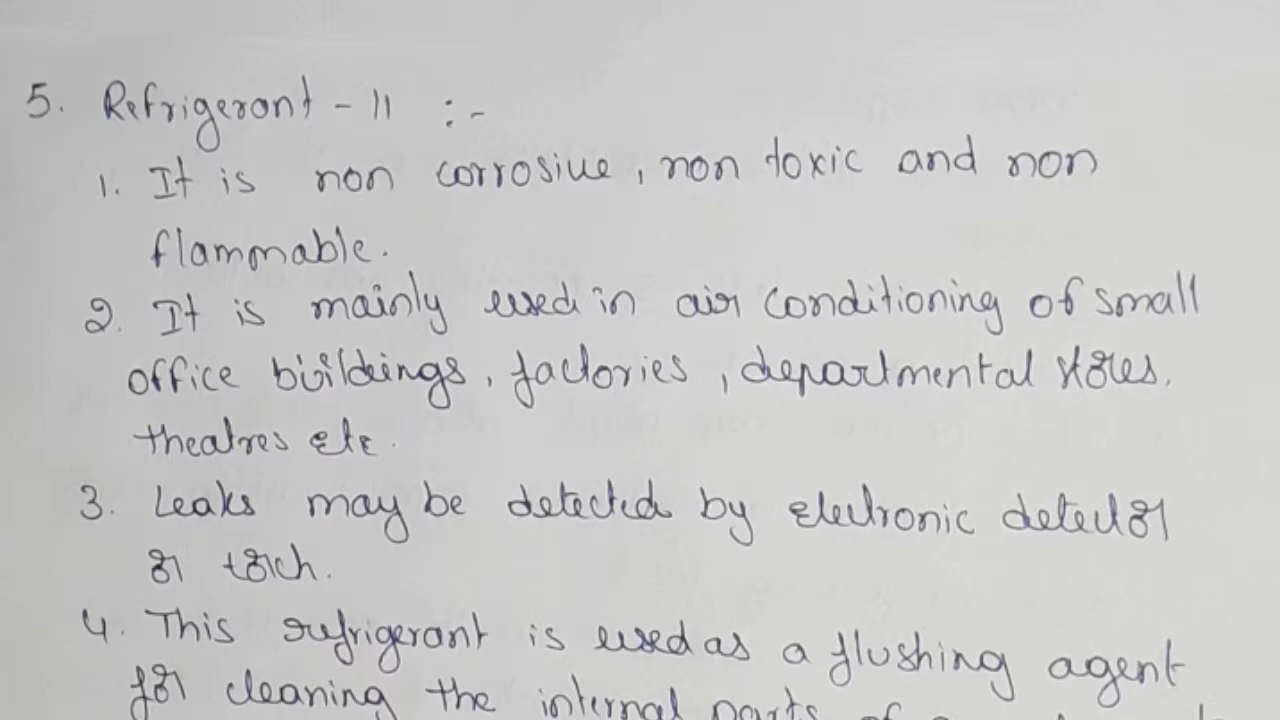 5. Refrigerant - 11 :-
1. It is non corrosive, non toxic and non
flammable.
2. It is mainly used in air conditioning of small
office buildings, factories, departmental stores,
theatres etc.
3. Leaks may be detected by electronic detector
or torch.
4. This refrigerant is used as a flushing agent
for cleaning the internal parts of a